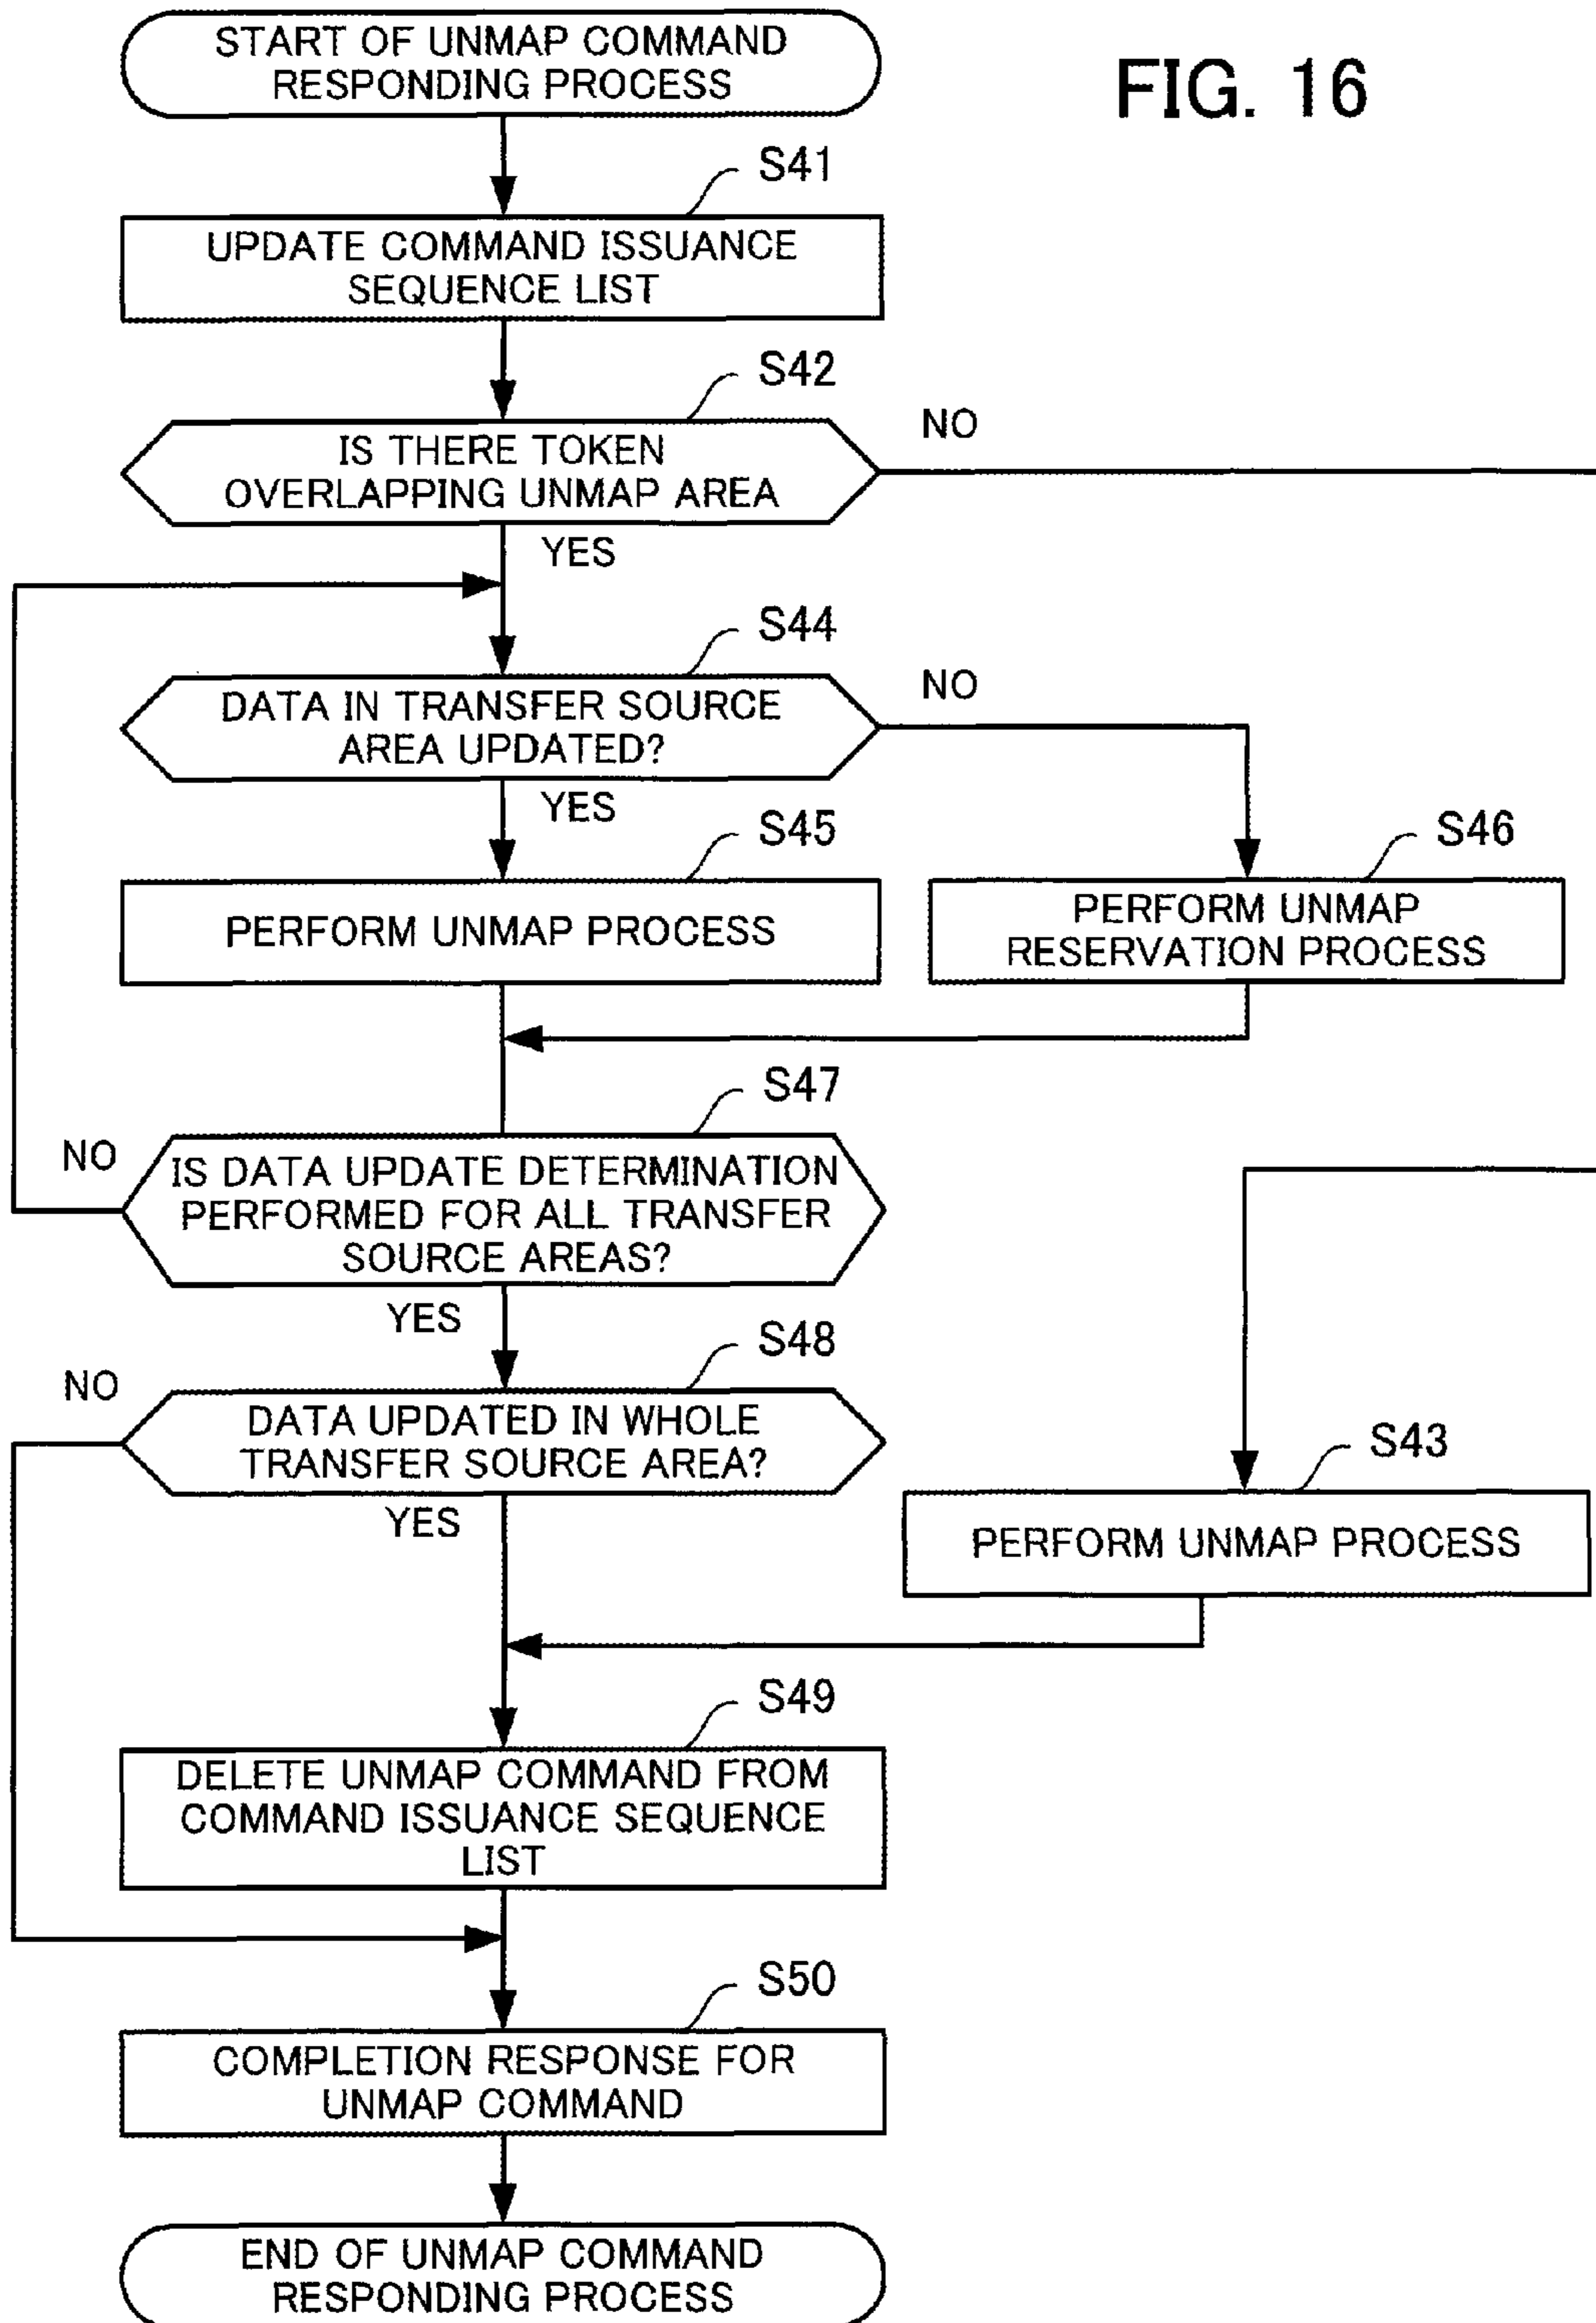 START OF UNMAP COMMAND
RESPONDING PROCESS
FIG. 16
S41
UPDATE COMMAND ISSUANCE
SEQUENCE LIST
S42
IS THERE TOKEN
OVERLAPPING UNMAP AREA
NO
YES
S44
DATA IN TRANSFER SOURCE
AREA UPDATED?
NO
YES
S45
PERFORM UNMAP PROCESS
S46
PERFORM UNMAP
RESERVATION PROCESS
S47
NO
IS DATA UPDATE DETERMINATION
PERFORMED FOR ALL TRANSFER
SOURCE AREAS?
YES
S48
NO
DATA UPDATED IN WHOLE
TRANSFER SOURCE AREA?
YES
S43
PERFORM UNMAP PROCESS
S49
DELETE UNMAP COMMAND FROM
COMMAND ISSUANCE SEQUENCE
LIST
S50
COMPLETION RESPONSE FOR
UNMAP COMMAND
END OF UNMAP COMMAND
RESPONDING PROCESS